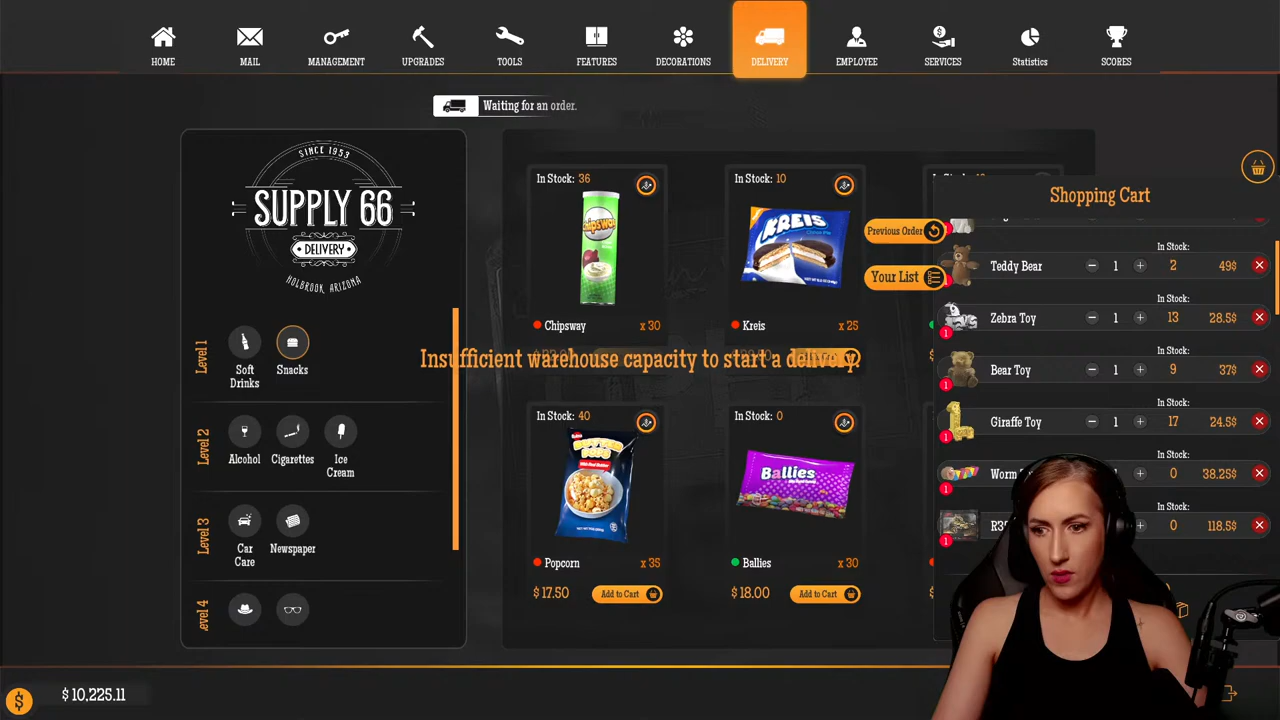 HOME
MAIL
MANAGEMENT
UPGRADES
TOOLS
FEATURES
DECORATIONS
DELIVERY
EMPLOYEE
SERVICES
Statistics
SCORES
Waiting for an order.
SINCE 1953
SUPPLY 66
DELIVERY
HOLBROOK, ARIZONA
Level 1
Soft Drinks
Snacks
Level 2
Alcohol
Cigarettes
Ice Cream
Level 3
Car Care
Newspaper
Level 4
In Stock: 36
Chipsway
Chipsway x 30
In Stock: 10
KREIS
Kreis x 25
Insufficient warehouse capacity to start a delivery.
In Stock: 40
BUTTER POPS
Popcorn x 35
$ 17.50 Add to Cart
In Stock: 0
Ballies
Ballies x 30
$ 18.00 Add to Cart
Previous Order
Your List
Shopping Cart
In Stock:
Teddy Bear − 1 + 2 49$
In Stock:
Zebra Toy − 1 + 13 28.5$
In Stock:
Bear Toy − 1 + 9 37$
In Stock:
Giraffe Toy − 1 + 17 24.5$
In Stock:
Worm 0 38.25$
In Stock:
+ 0 118.5$
$ 10,225.11